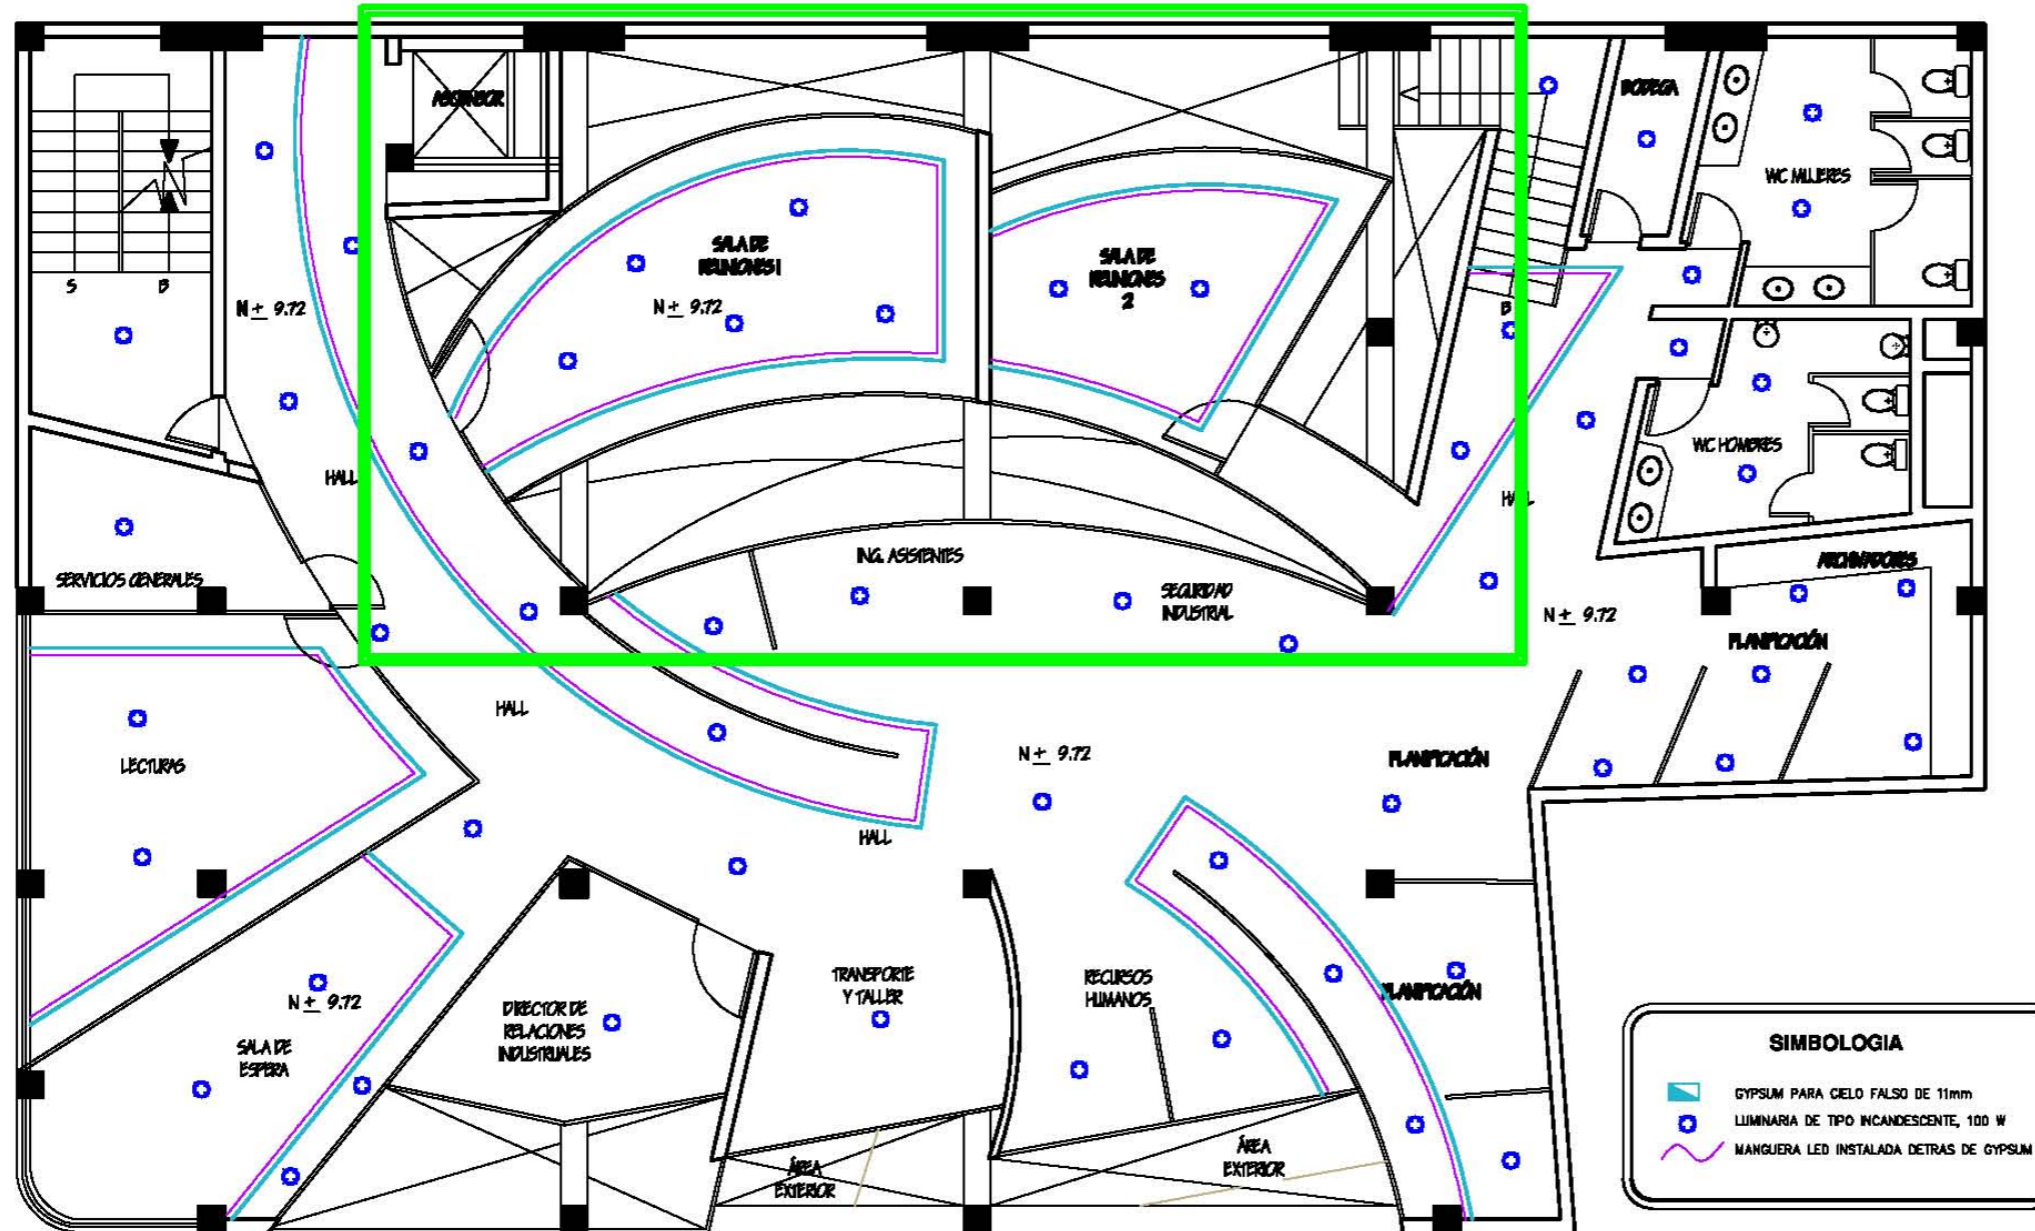 ASCENSOR
BODEGA
WC MUJERES
SALA DE
REUNIONES 1
N ± 9.72
SALA DE
REUNIONES
2
S
B
N ± 9.72
B
HALL
WC HOMBRES
HALL
ING. ASISTENTES
SEGURIDAD
INDUSTRIAL
SERVICIOS GENERALES
ARCHIVADORES
N ± 9.72
PLANIFICACIÓN
HALL
LECTURAS
N ± 9.72
PLANIFICACIÓN
HALL
N ± 9.72
SALA DE
ESPERA
DIRECTOR DE
RELACIONES
INDUSTRIALES
TRANSPORTE
Y TALLER
RECURSOS
HUMANOS
PLANIFICACIÓN
ÁREA
EXTERIOR
ÁREA
EXTERIOR
SIMBOLOGIA
GYPSUM PARA CIELO FALSO DE 11mm
LUMINARIA DE TIPO INCANDESCENTE, 100 W
MANGUERA LED INSTALADA DETRAS DE GYPSUM